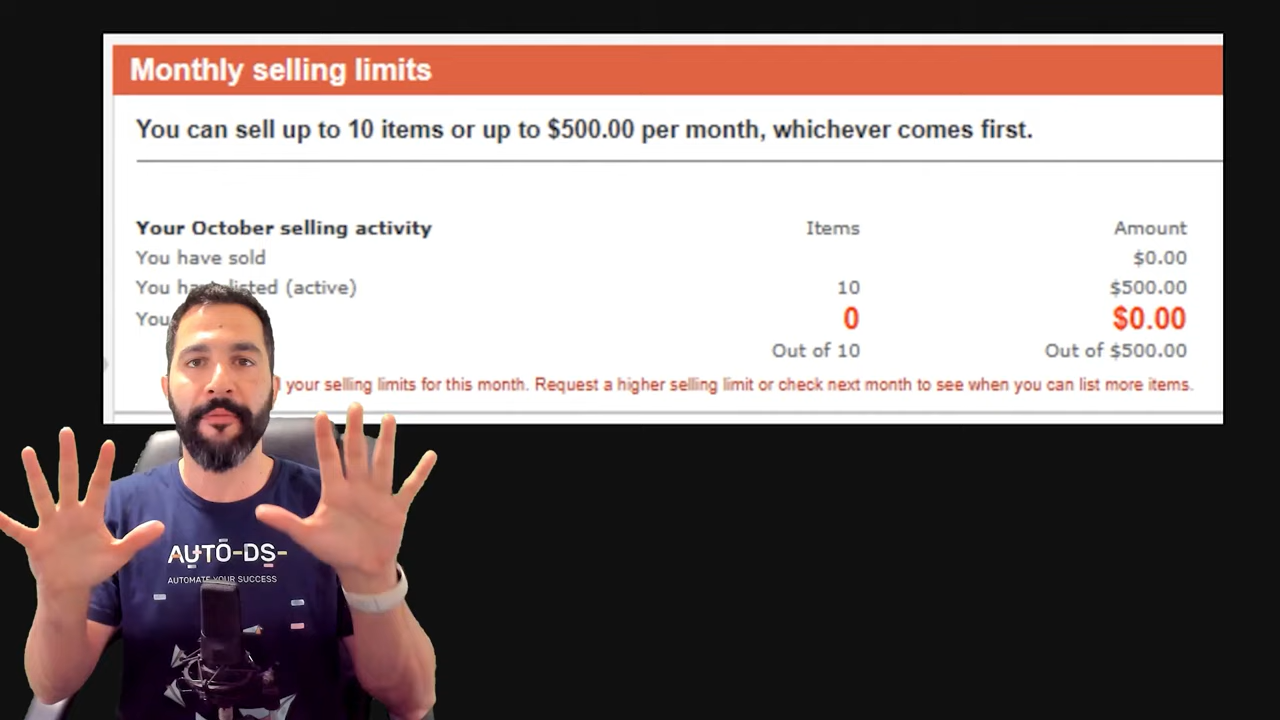 Monthly selling limits
You can sell up to 10 items or up to $500.00 per month, whichever comes first.
Your October selling activity Items Amount
You have sold $0.00
You listed (active) 10 $500.00
You 0 $0.00
Out of 10 Out of $500.00
your selling limits for this month. Request a higher selling limit or check next month to see when you can list more items.
AUTO-DS-
AUTOMATE YOUR SUCCESS